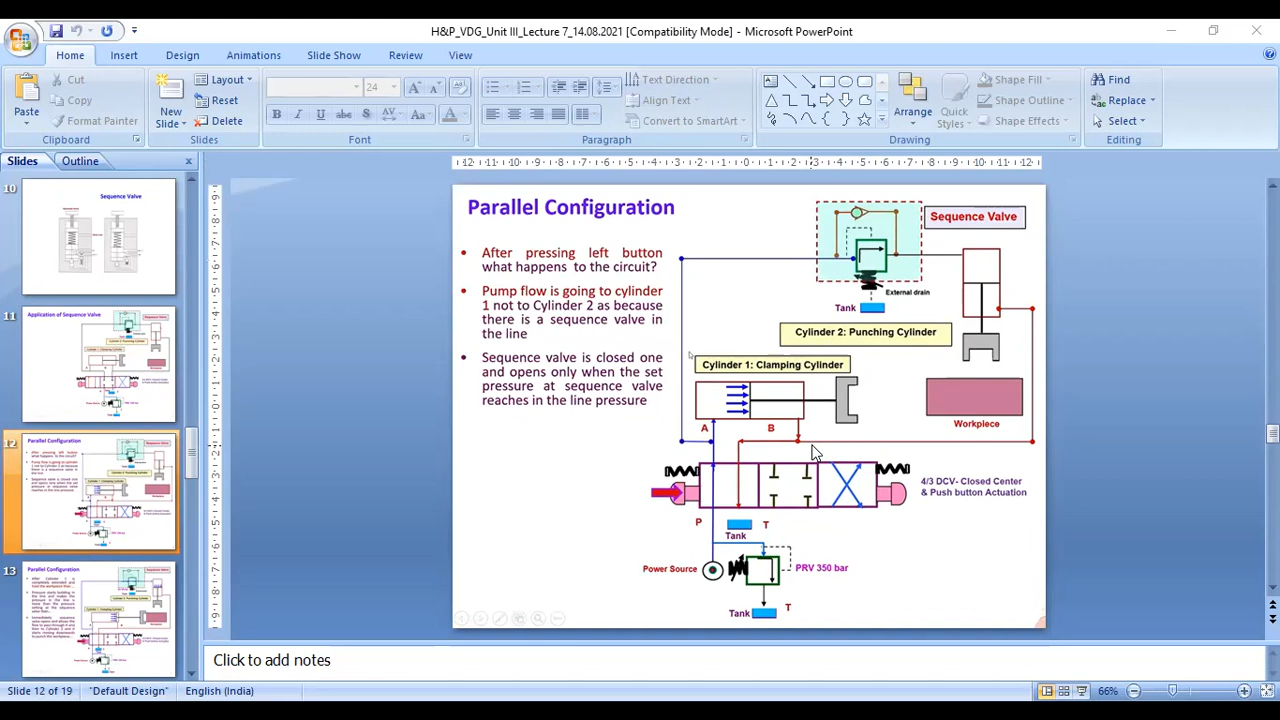 H&P_VDG_Unit III_Lecture 7_14.08.2021 [Compatibility Mode] - Microsoft PowerPoint
Home Insert Design Animations Slide Show Review View
Paste
Cut
Copy
Format Painter
Clipboard
New
Slide
Layout
Reset
Delete
Slides
24
B I U abc S AV Aa A
Font
Paragraph
Text Direction
Align Text
Convert to SmartArt
Arrange
Quick
Styles
Shape Fill
Shape Outline
Shape Effects
Drawing
Find
Replace
Select
Editing
Slides Outline
10
Sequence Valve
11
Application of Sequence Valve
12
Parallel Configuration
13
Parallel Configuration
Parallel Configuration
After pressing left button
what happens to the circuit?
Pump flow is going to cylinder
1 not to Cylinder 2 as because
there is a sequence valve in
the line
Sequence valve is closed one
and opens only when the set
pressure at sequence valve
reaches in the line pressure
Sequence Valve
External drain
Tank
Cylinder 2: Punching Cylinder
Cylinder 1: Clamping Cylinder
A B
Workpiece
4/3 DCV- Closed Center
& Push button Actuation
P T
Tank
Power Source
PRV 350 bar
Tank T
Click to add notes
Slide 12 of 19 "Default Design" English (India) 66%